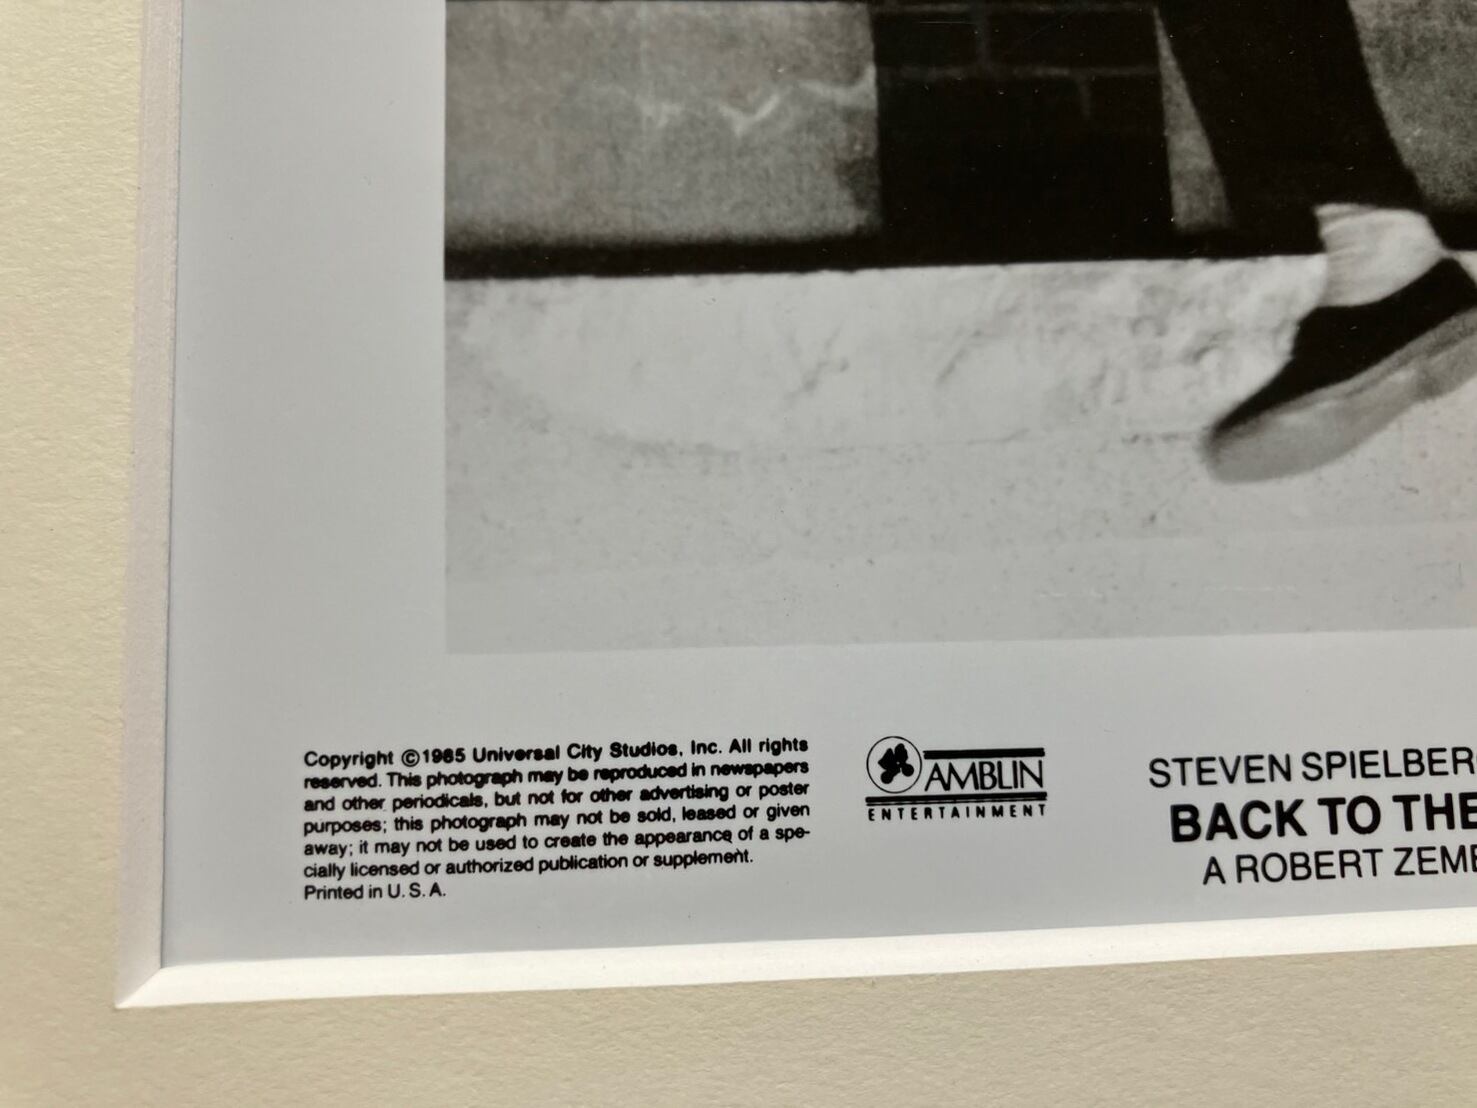 Copyright ©1985 Universal City Studios, Inc. All rights
reserved. This photograph may be reproduced in newspapers
and other periodicals, but not for other advertising or poster
purposes; this photograph may not be sold, leased or given
away; it may not be used to create the appearance of a spe-
cially licensed or authorized publication or supplement.
Printed in U. S. A.
AMBLIN
ENTERTAINMENT
STEVEN SPIELBER
BACK TO THE
A ROBERT ZEME